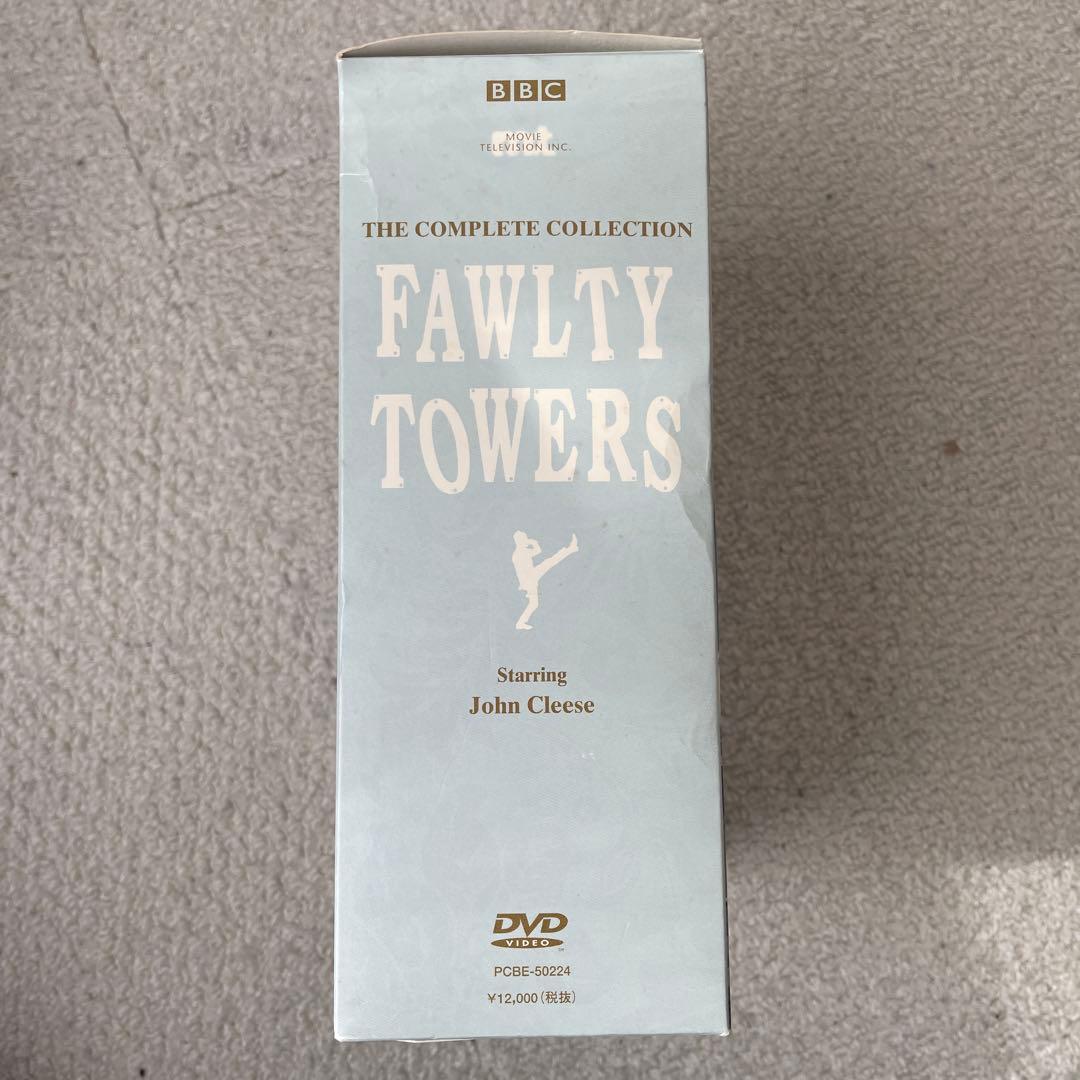 BBC
MOVIE
TELEVISION INC.
THE COMPLETE COLLECTION
FAWLTY
TOWERS
Starring
John Cleese
DVD
VIDEO
PCBE-50224
¥12,000(税抜)